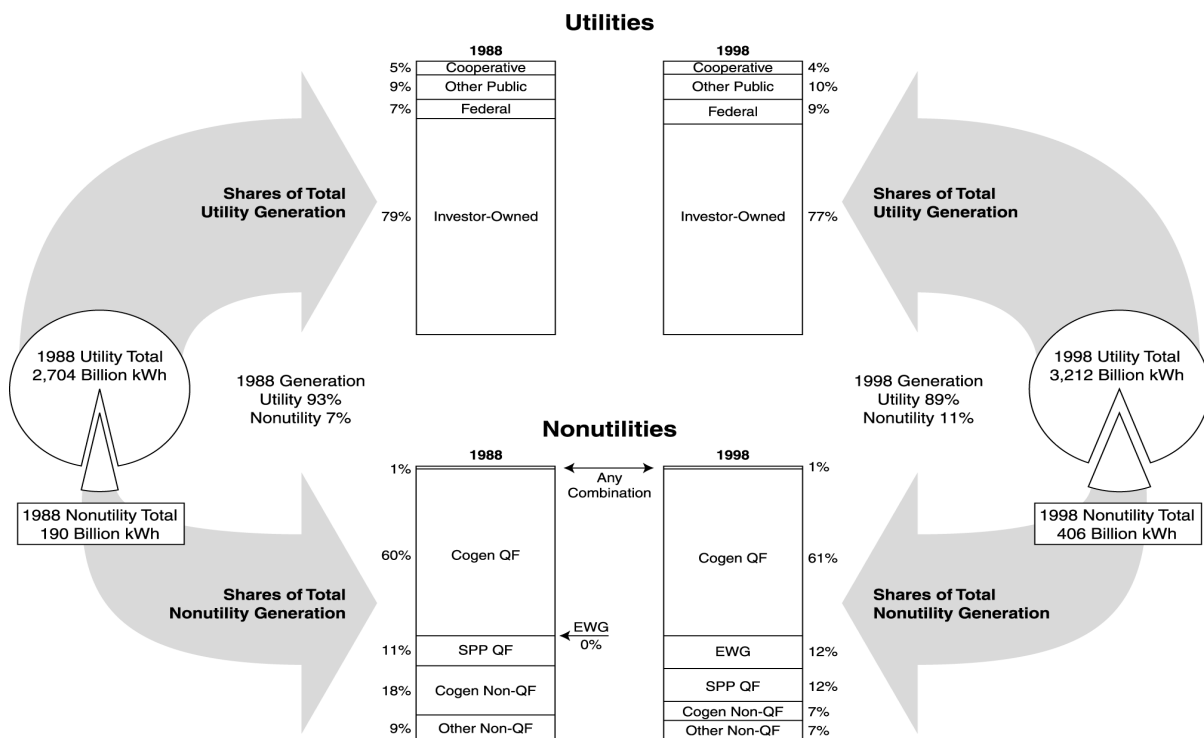 Utilities
1988
5% Cooperative
9% Other Public
7% Federal
79% Investor-Owned
1998
Cooperative 4%
Other Public 10%
Federal 9%
Investor-Owned 77%
Shares of Total
Utility Generation
Shares of Total
Utility Generation
1988 Utility Total
2,704 Billion kWh
1988 Generation
Utility 93%
Nonutility 7%
1998 Generation
Utility 89%
Nonutility 11%
1998 Utility Total
3,212 Billion kWh
1988 Nonutility Total
190 Billion kWh
1998 Nonutility Total
406 Billion kWh
Nonutilities
1988
1%
60% Cogen QF
11% SPP QF
18% Cogen Non-QF
9% Other Non-QF
Any
Combination
EWG
0%
1998
1%
Cogen QF 61%
EWG 12%
SPP QF 12%
Cogen Non-QF 7%
Other Non-QF 7%
Shares of Total
Nonutility Generation
Shares of Total
Nonutility Generation